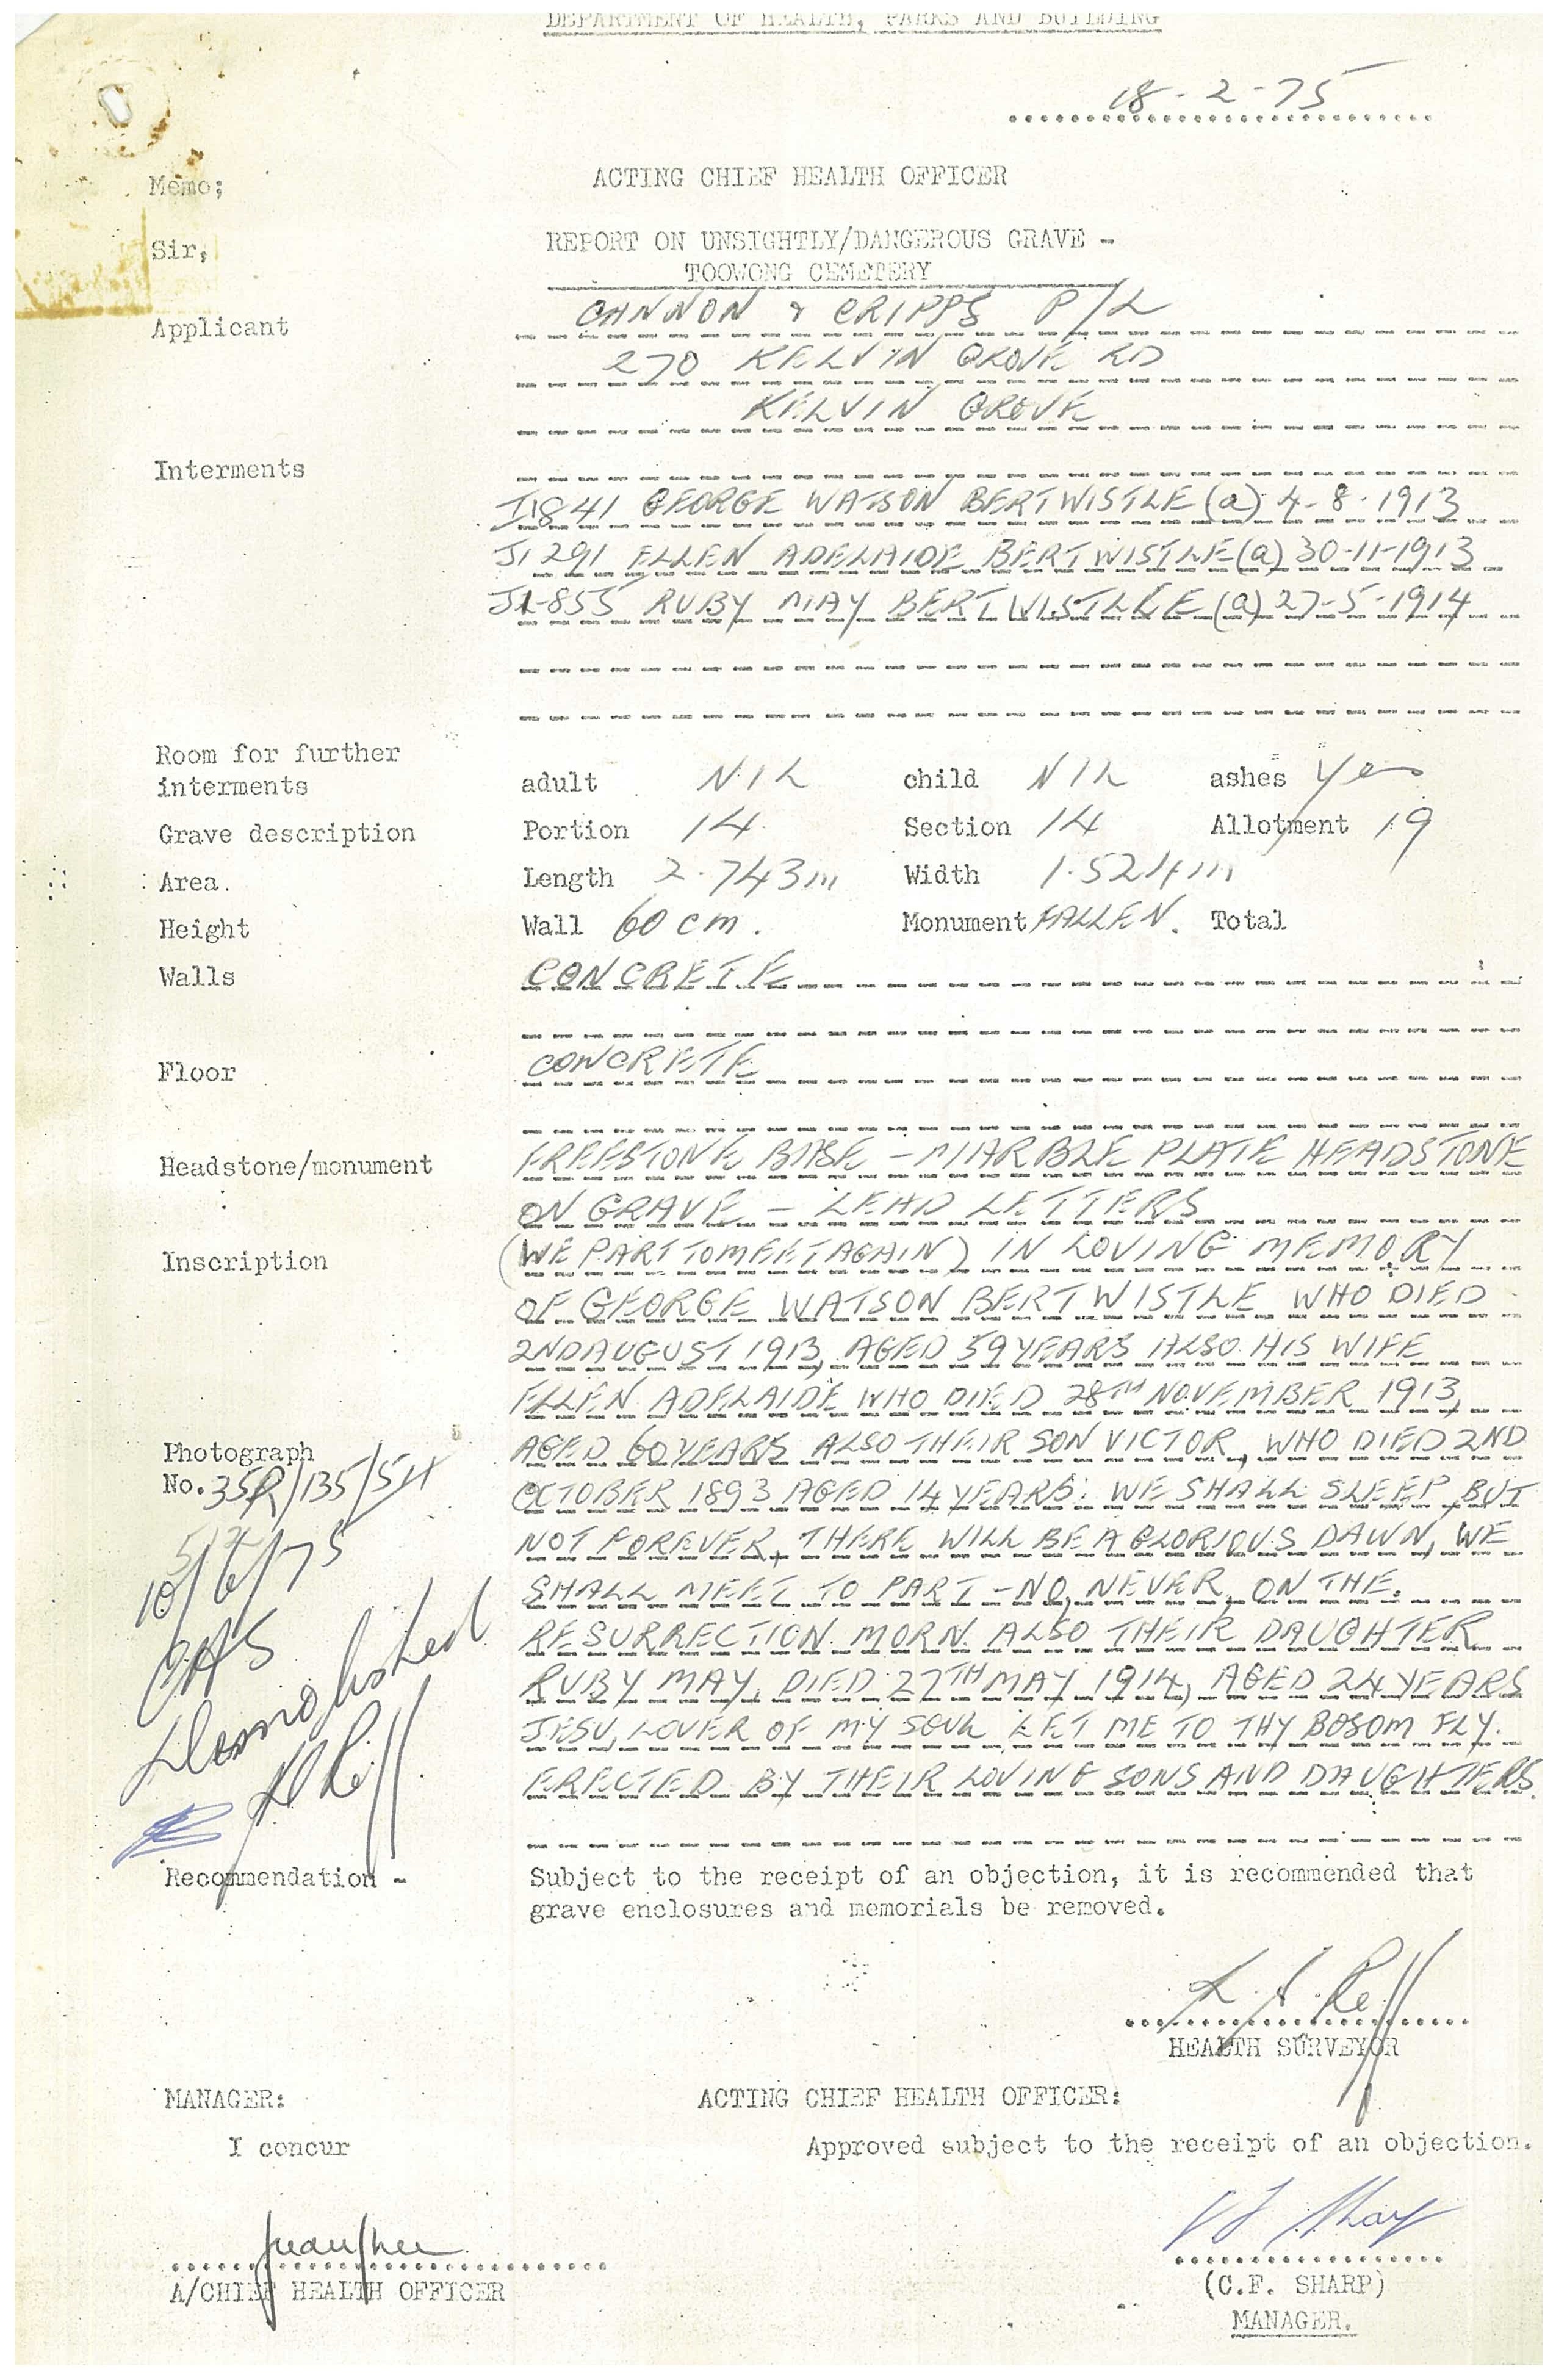 DEPARTMENT OF HEALTH, PARKS AND BUILDING
18-2-75
Memo; ACTING CHIEF HEALTH OFFICER
Sir, REPORT ON UNSIGHTLY/DANGEROUS GRAVE -
TOOWONG CEMETERY
Applicant CANNON & CRIPPS P/L
270 KELVIN GROVE RD
KELVIN GROVE
Interments
I1841 GEORGE WATSON BERTWISTLE (a) 4-8-1913
J1291 ELLEN ADELAIDE BERTWISTLE (a) 30-11-1913
J1-855 RUBY MAY BERTWISTLE (a) 27-5-1914
Room for further
interments adult NIL child NIL ashes Yes
Grave description Portion 14 Section 14 Allotment 19
Area. Length 2.743m Width 1.524m
Height Wall 60 cm. Monument FALLEN. Total
Walls CONCRETE
Floor CONCRETE
Headstone/monument FREESTONE BASE - MARBLE PLATE HEADSTONE
ON GRAVE - LEAD LETTERS
Inscription (WE PART TO MEET AGAIN) IN LOVING MEMORY
OF GEORGE WATSON BERTWISTLE WHO DIED
2ND AUGUST 1913, AGED 59 YEARS ALSO HIS WIFE
ELLEN ADELAIDE WHO DIED 28TH NOVEMBER 1913,
AGED 60 YEARS ALSO THEIR SON VICTOR, WHO DIED 2ND
OCTOBER 1893 AGED 14 YEARS: WE SHALL SLEEP BUT
NOT FOREVER, THERE WILL BE A GLORIOUS DAWN, WE
SHALL MEET TO PART - NO, NEVER, ON THE.
RESURRECTION MORN. ALSO THEIR DAUGHTER
RUBY MAY, DIED 27TH MAY 1914, AGED 24 YEARS
JESU, LOVER OF MY SOUL LET ME TO THY BOSOM FLY.
ERECTED BY THEIR LOVING SONS AND DAUGHTERS.
Photograph
No. 35R/135/5H
10/6/75
Demolished
Recommendation - Subject to the receipt of an objection, it is recommended that
grave enclosures and memorials be removed.
HEALTH SURVEYOR
MANAGER: ACTING CHIEF HEALTH OFFICER:
I concur Approved subject to the receipt of an objection.
A/CHIEF HEALTH OFFICER (C.F. SHARP)
MANAGER.